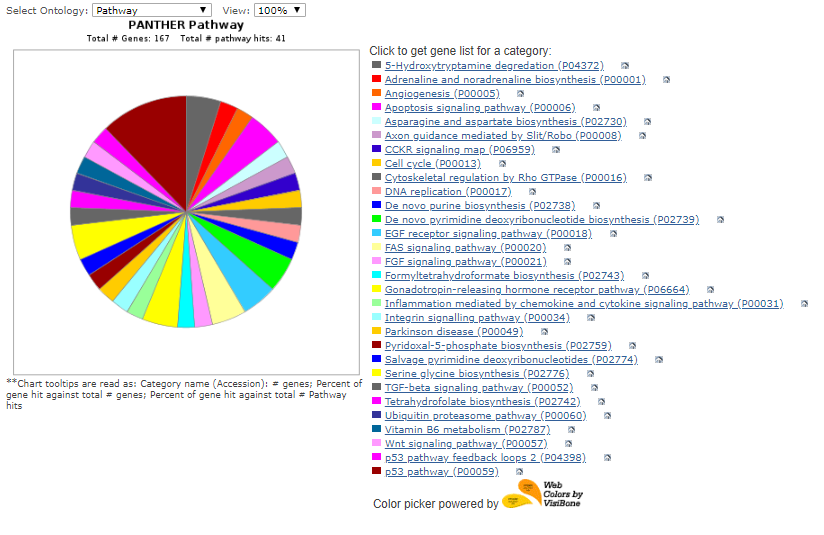 Select Ontology: Pathway View: 100%
PANTHER Pathway
Total # Genes: 167 Total # pathway hits: 41
Click to get gene list for a category:
5-Hydroxytryptamine degredation (P04372)
Adrenaline and noradrenaline biosynthesis (P00001)
Angiogenesis (P00005)
Apoptosis signaling pathway (P00006)
Asparagine and aspartate biosynthesis (P02730)
Axon guidance mediated by Slit/Robo (P00008)
CCKR signaling map (P06959)
Cell cycle (P00013)
Cytoskeletal regulation by Rho GTPase (P00016)
DNA replication (P00017)
De novo purine biosynthesis (P02738)
De novo pyrimidine deoxyribonucleotide biosynthesis (P02739)
EGF receptor signaling pathway (P00018)
FAS signaling pathway (P00020)
FGF signaling pathway (P00021)
Formyltetrahydroformate biosynthesis (P02743)
Gonadotropin-releasing hormone receptor pathway (P06664)
Inflammation mediated by chemokine and cytokine signaling pathway (P00031)
Integrin signalling pathway (P00034)
Parkinson disease (P00049)
Pyridoxal-5-phosphate biosynthesis (P02759)
Salvage pyrimidine deoxyribonucleotides (P02774)
Serine glycine biosynthesis (P02776)
TGF-beta signaling pathway (P00052)
Tetrahydrofolate biosynthesis (P02742)
Ubiquitin proteasome pathway (P00060)
Vitamin B6 metabolism (P02787)
Wnt signaling pathway (P00057)
p53 pathway feedback loops 2 (P04398)
p53 pathway (P00059)
**Chart tooltips are read as: Category name (Accession): # genes; Percent of
gene hit against total # genes; Percent of gene hit against total # Pathway
hits
Color picker powered by
Web
Colors by
VisiBone